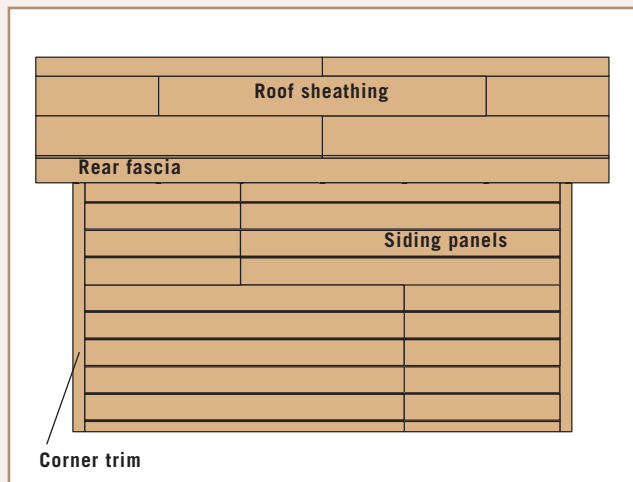 Roof sheathing
Rear fascia
Siding panels
Corner trim